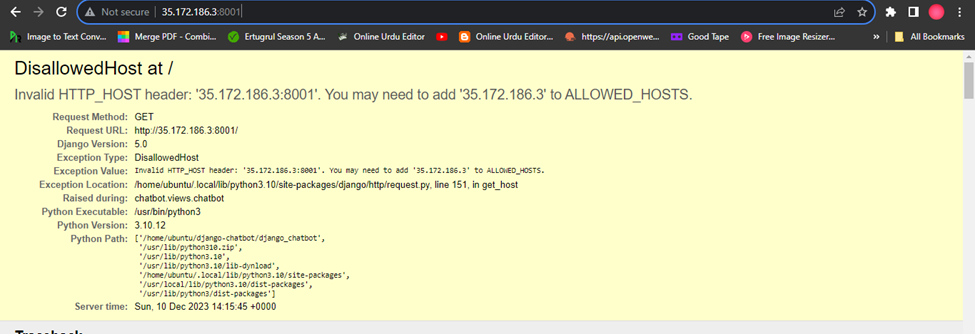 Not secure 35.172.186.3:8001
Image to Text Conv... Merge PDF - Combi... Ertugrul Season 5 A... Online Urdu Editor Online Urdu Editor... https://api.openwe... Good Tape Free Image Resizer... » All Bookmarks
DisallowedHost at /
Invalid HTTP_HOST header: '35.172.186.3:8001'. You may need to add '35.172.186.3' to ALLOWED_HOSTS.
Request Method: GET
Request URL: http://35.172.186.3:8001/
Django Version: 5.0
Exception Type: DisallowedHost
Exception Value: Invalid HTTP_HOST header: '35.172.186.3:8001'. You may need to add '35.172.186.3' to ALLOWED_HOSTS.
Exception Location: /home/ubuntu/.local/lib/python3.10/site-packages/django/http/request.py, line 151, in get_host
Raised during: chatbot.views.chatbot
Python Executable: /usr/bin/python3
Python Version: 3.10.12
Python Path: ['/home/ubuntu/django-chatbot/django_chatbot',
'/usr/lib/python310.zip',
'/usr/lib/python3.10',
'/usr/lib/python3.10/lib-dynload',
'/home/ubuntu/.local/lib/python3.10/site-packages',
'/usr/local/lib/python3.10/dist-packages',
'/usr/lib/python3/dist-packages']
Server time: Sun, 10 Dec 2023 14:15:45 +0000